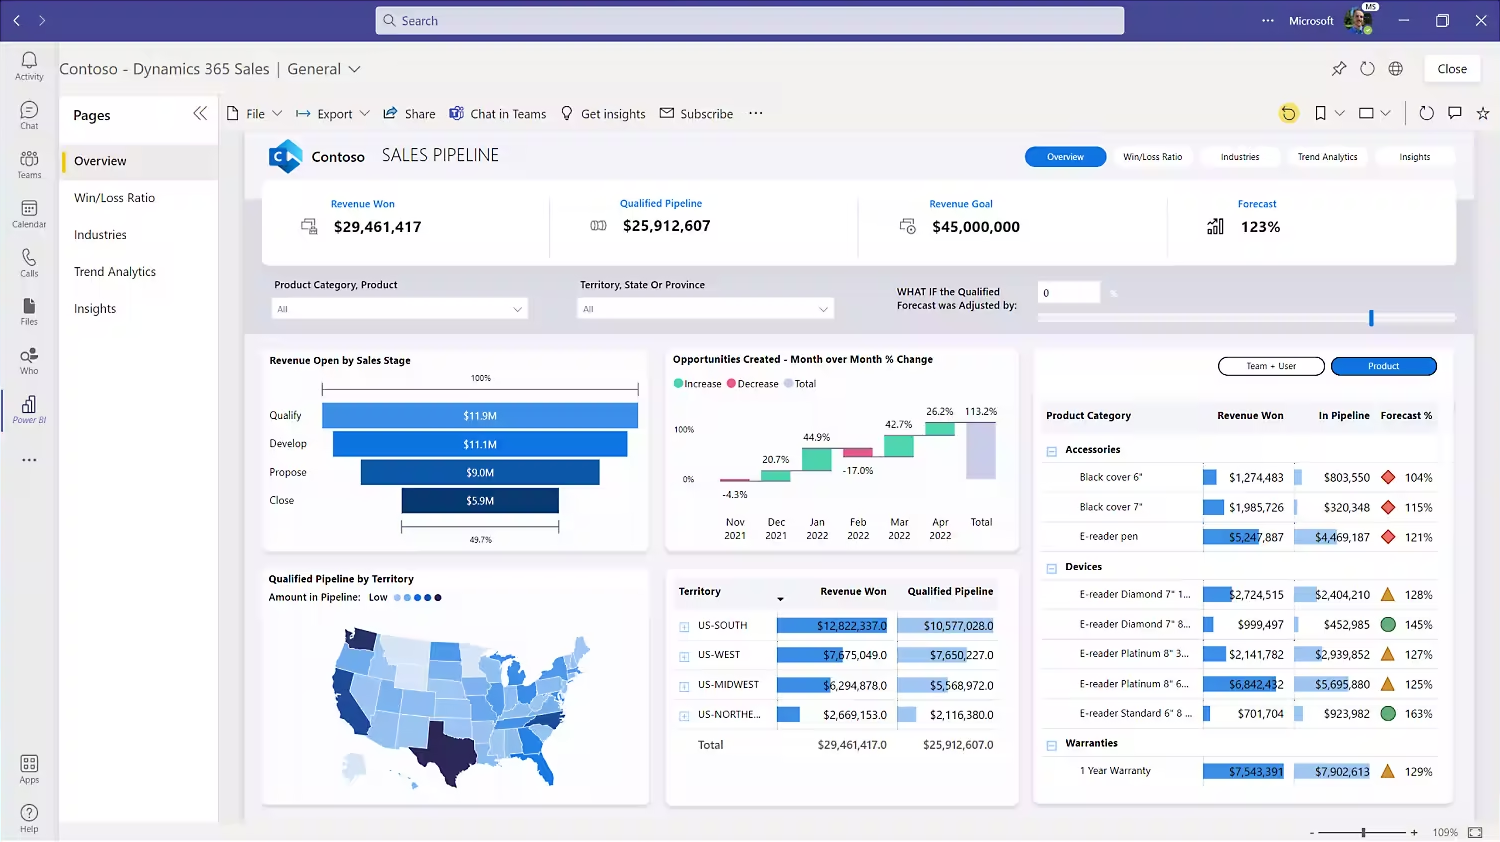 Search
Microsoft
MS
Activity
Chat
Teams
Calendar
Calls
Files
Who
Power BI
Apps
Help
Contoso - Dynamics 365 Sales | General
Close
Pages
Overview
Win/Loss Ratio
Industries
Trend Analytics
Insights
File Export Share Chat in Teams Get insights Subscribe
Contoso SALES PIPELINE
Overview Win/Loss Ratio Industries Trend Analytics Insights
Revenue Won
$29,461,417
Qualified Pipeline
$25,912,607
Revenue Goal
$45,000,000
Forecast
123%
Product Category, Product
All
Territory, State Or Province
All
WHAT IF the Qualified
Forecast was Adjusted by:
0 %
Revenue Open by Sales Stage
100%
Qualify $11.9M
Develop $11.1M
Propose $9.0M
Close $5.9M
49.7%
Opportunities Created - Month over Month % Change
Increase Decrease Total
100%
0%
-4.3%
20.7%
44.9%
-17.0%
42.7%
26.2%
113.2%
Nov Dec Jan Feb Mar Apr Total
2021 2021 2022 2022 2022 2022
Team + User Product
Product Category Revenue Won In Pipeline Forecast %
Accessories
Black cover 6" $1,274,483 $803,550 104%
Black cover 7" $1,985,726 $320,348 115%
E-reader pen $5,247,887 $4,469,187 121%
Devices
E-reader Diamond 7" 1... $2,724,515 $2,404,210 128%
E-reader Diamond 7" 8... $999,497 $452,985 145%
E-reader Platinum 8" 3... $2,141,782 $2,939,852 127%
E-reader Platinum 8" 6... $6,842,432 $5,695,880 125%
E-reader Standard 6" 8 ... $701,704 $923,982 163%
Warranties
1 Year Warranty $7,543,391 $7,902,613 129%
Qualified Pipeline by Territory
Amount in Pipeline: Low
Territory Revenue Won Qualified Pipeline
US-SOUTH $12,822,337.0 $10,577,028.0
US-WEST $7,675,049.0 $7,650,227.0
US-MIDWEST $6,294,878.0 $5,568,972.0
US-NORTHE... $2,669,153.0 $2,116,380.0
Total $29,461,417.0 $25,912,607.0
- + 109%